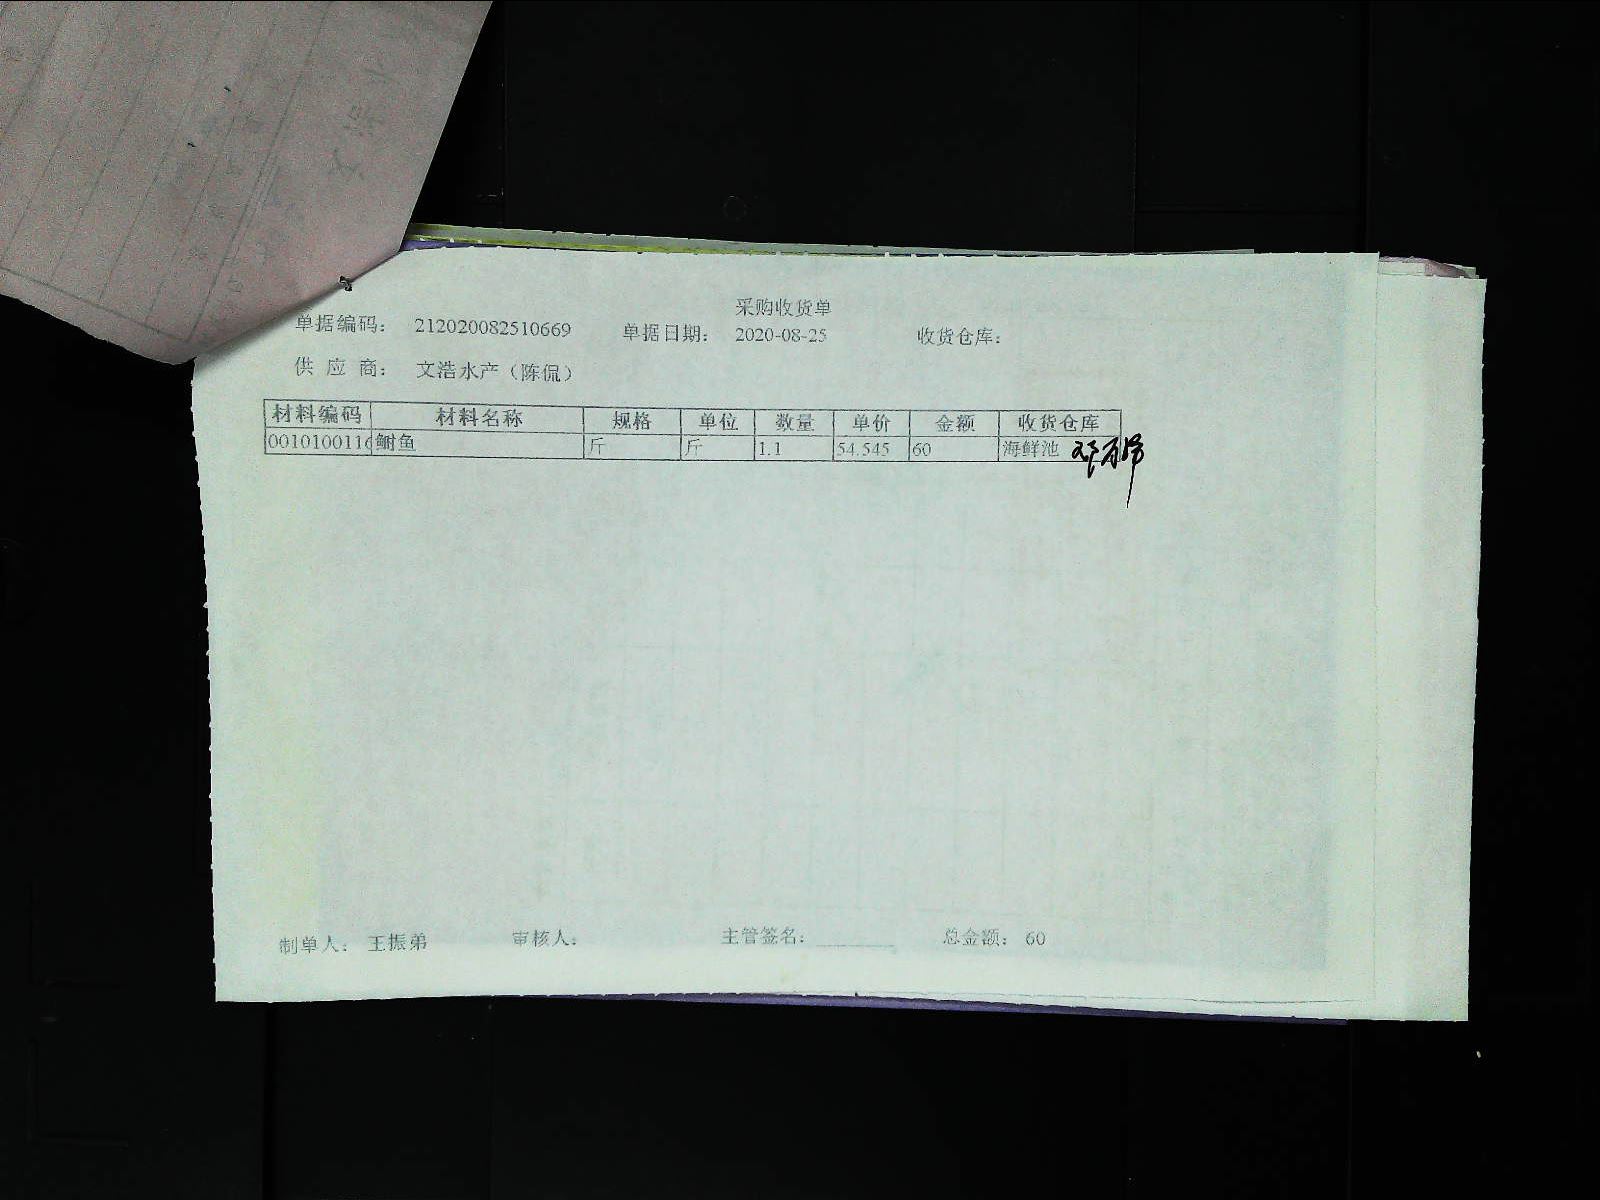 采购收货单
单据编码: 212020082510669 单据日期: 2020-08-25 收货仓库:
供 应 商: 文浩水产（陈侃）
材料编码 材料名称 规格 单位 数量 单价 金额 收货仓库
0010100116 鲋鱼 斤 斤 1.1 54.545 60 海鲜池
制单人: 王振弟 审核人: 主管签名: 总金额: 60